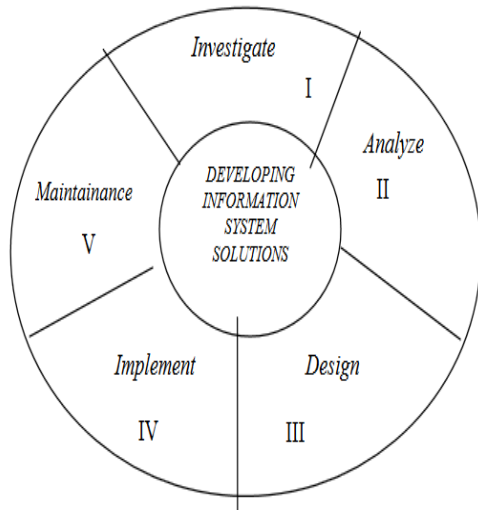 Investigate
I
Analyze
II
DEVELOPING
INFORMATION
SYSTEM
SOLUTIONS
Maintainance
V
Implement
IV
Design
III